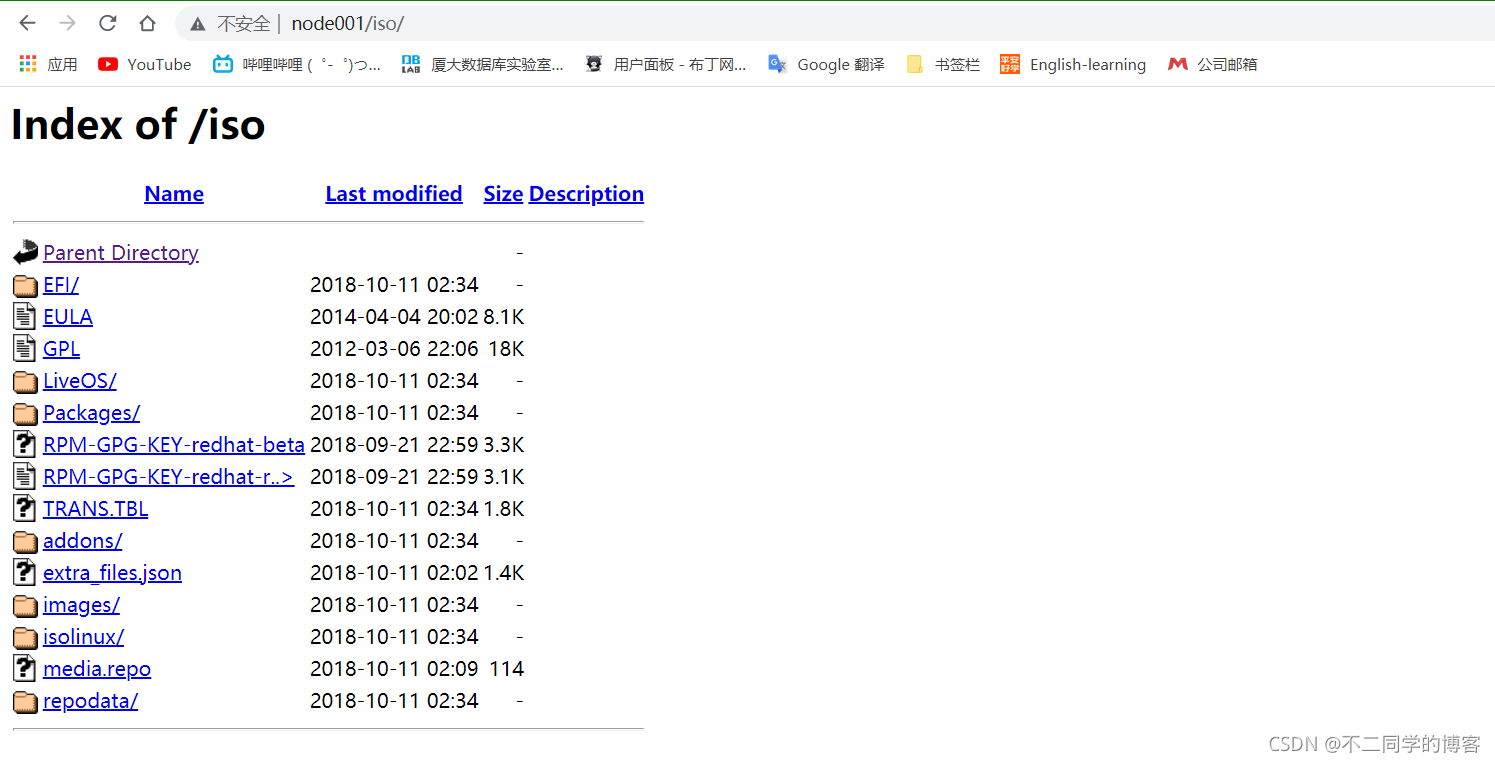 不安全 | node001/iso/
应用 YouTube 哔哩哔哩 ( ゜- ゜)つ... DB LAB 厦大数据库实验室... 用户面板 - 布丁网... Google 翻译 书签栏 平安好学 English-learning 公司邮箱
Index of /iso
Name Last modified Size Description
Parent Directory -
EFI/ 2018-10-11 02:34 -
EULA 2014-04-04 20:02 8.1K
GPL 2012-03-06 22:06 18K
LiveOS/ 2018-10-11 02:34 -
Packages/ 2018-10-11 02:34 -
RPM-GPG-KEY-redhat-beta 2018-09-21 22:59 3.3K
RPM-GPG-KEY-redhat-r..> 2018-09-21 22:59 3.1K
TRANS.TBL 2018-10-11 02:34 1.8K
addons/ 2018-10-11 02:34 -
extra_files.json 2018-10-11 02:02 1.4K
images/ 2018-10-11 02:34 -
isolinux/ 2018-10-11 02:34 -
media.repo 2018-10-11 02:09 114
repodata/ 2018-10-11 02:34 -
CSDN @不二同学的博客